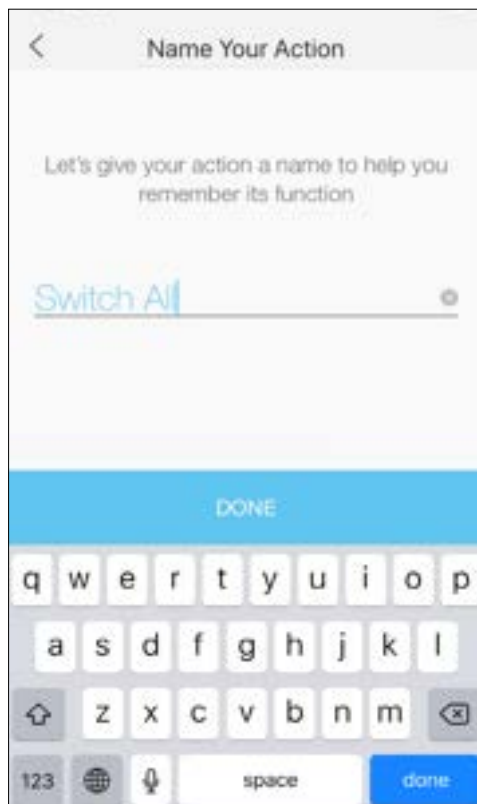 Name Your Action
Let's give your action a name to help you
remember its function
Switch All
DONE
q w e r t y u i o p
a s d f g h j k l
z x c v b n m
123 space done